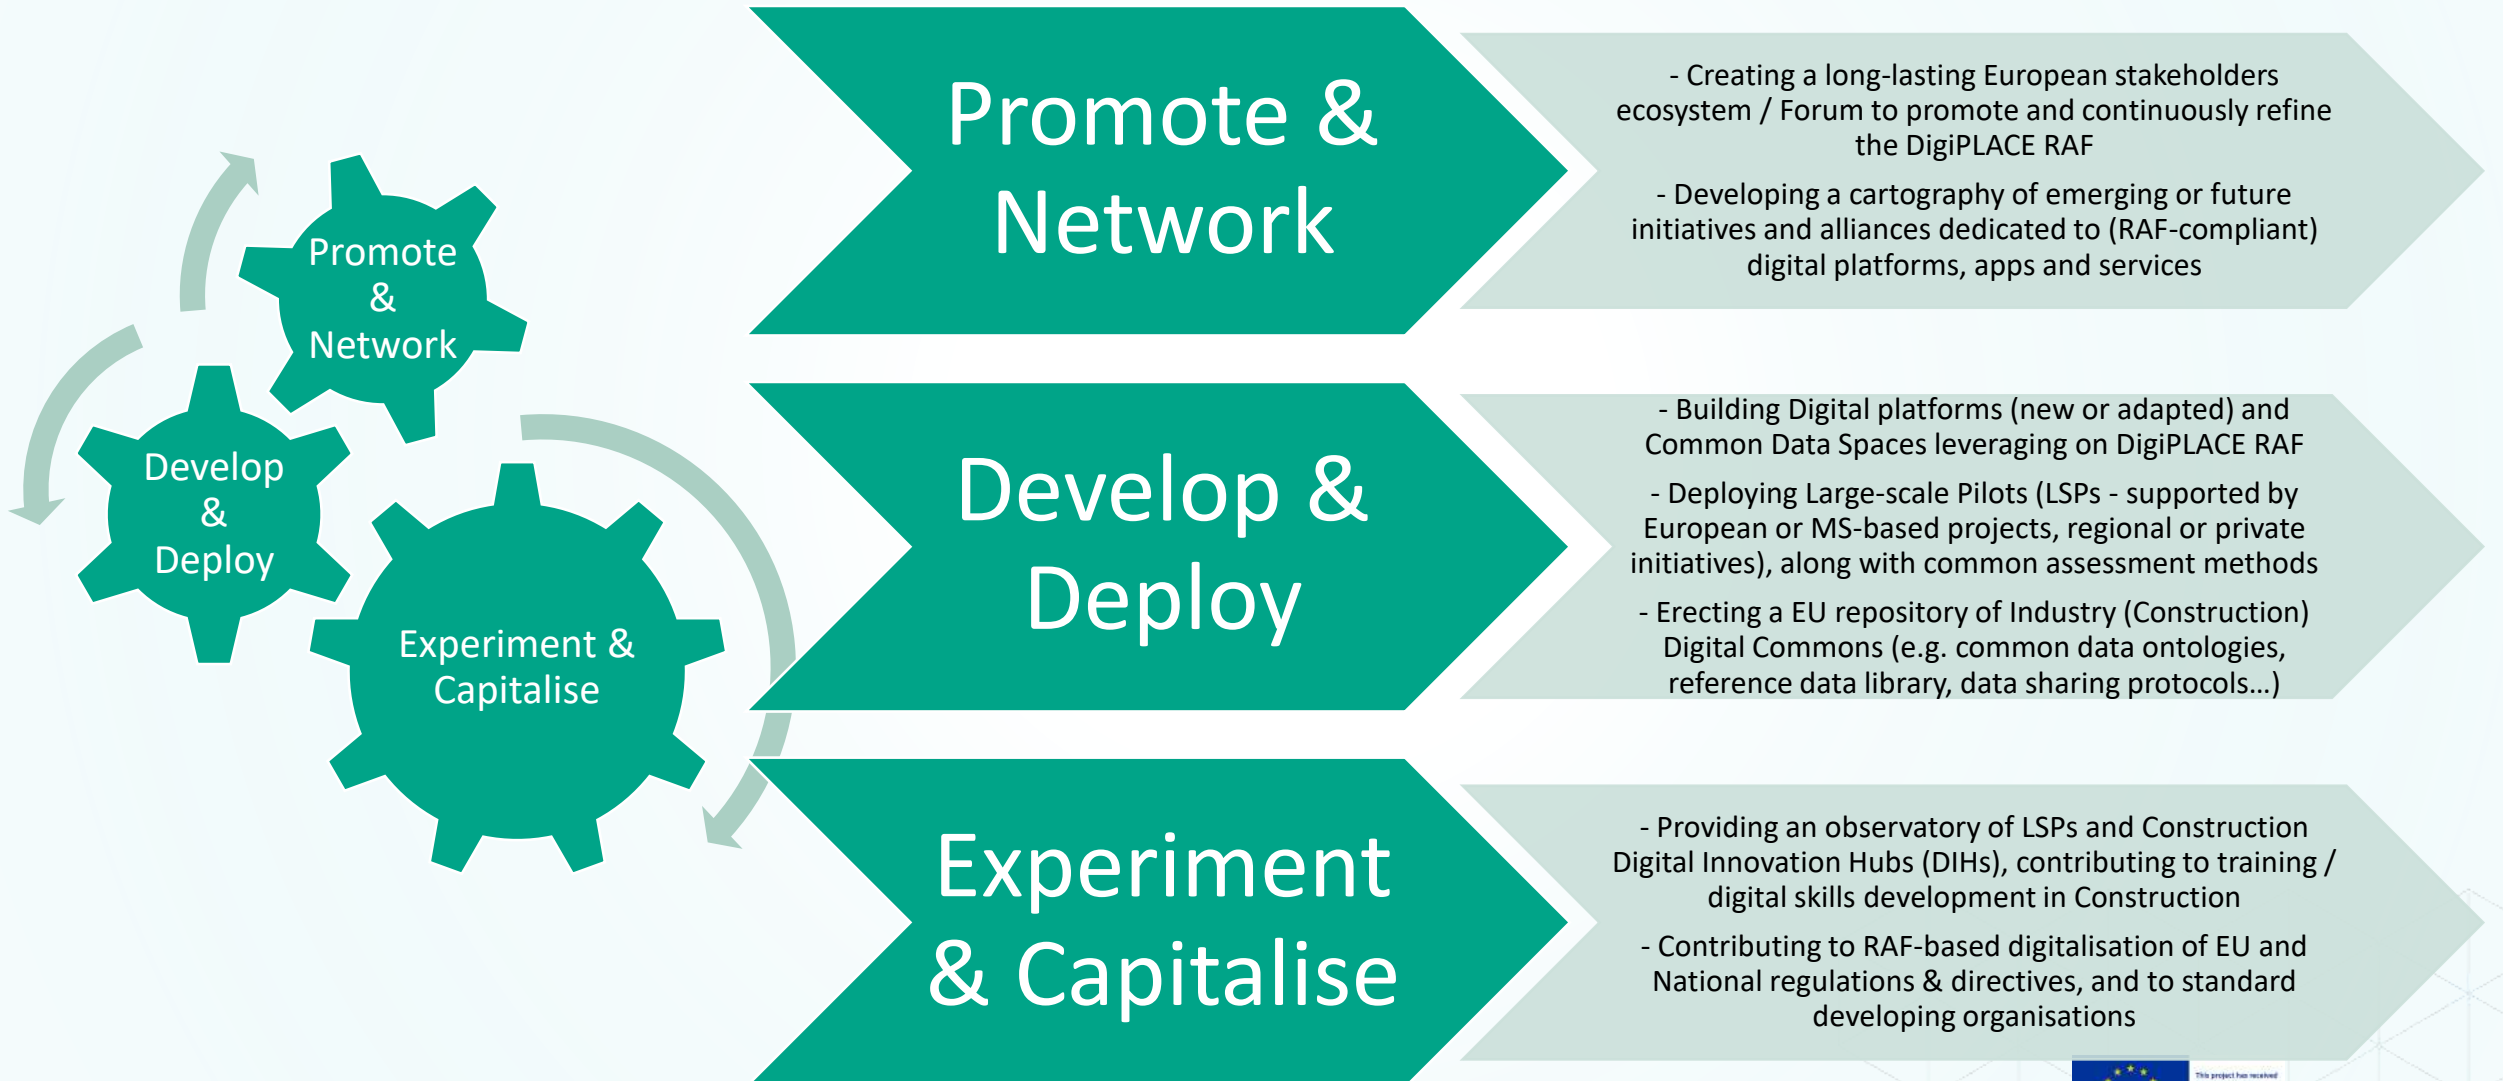 Promote
&
Network
Develop
&
Deploy
Experiment &
Capitalise
Promote &
Network
- Creating a long-lasting European stakeholders
ecosystem / Forum to promote and continuously refine
the DigiPLACE RAF
- Developing a cartography of emerging or future
initiatives and alliances dedicated to (RAF-compliant)
digital platforms, apps and services
Develop &
Deploy
- Building Digital platforms (new or adapted) and
Common Data Spaces leveraging on DigiPLACE RAF
- Deploying Large-scale Pilots (LSPs - supported by
European or MS-based projects, regional or private
initiatives), along with common assessment methods
- Erecting a EU repository of Industry (Construction)
Digital Commons (e.g. common data ontologies,
reference data library, data sharing protocols...)
Experiment
& Capitalise
- Providing an observatory of LSPs and Construction
Digital Innovation Hubs (DIHs), contributing to training /
digital skills development in Construction
- Contributing to RAF-based digitalisation of EU and
National regulations & directives, and to standard
developing organisations
This project has received